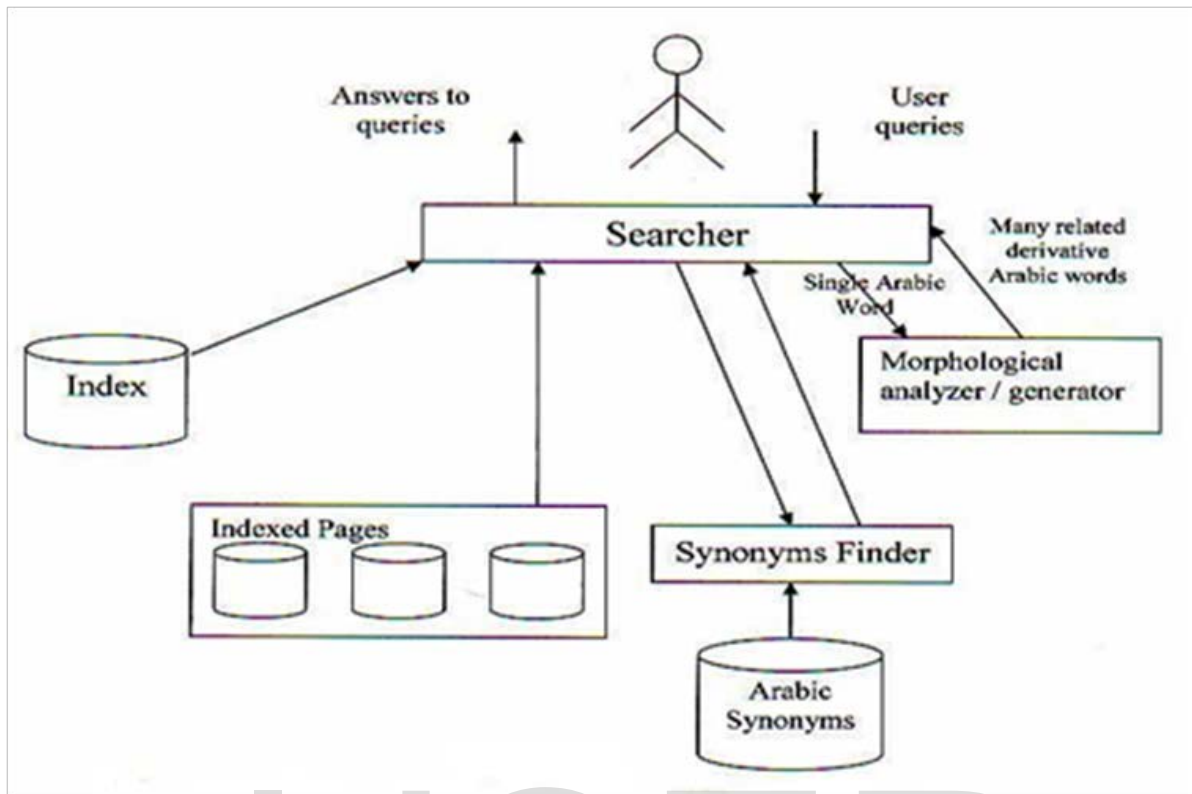 Answers to
queries
User
queries
Searcher
Many related
derivative
Arabic words
Single Arabic
Word
Index
Morphological
analyzer / generator
Indexed Pages
Synonyms Finder
Arabic
Synonyms